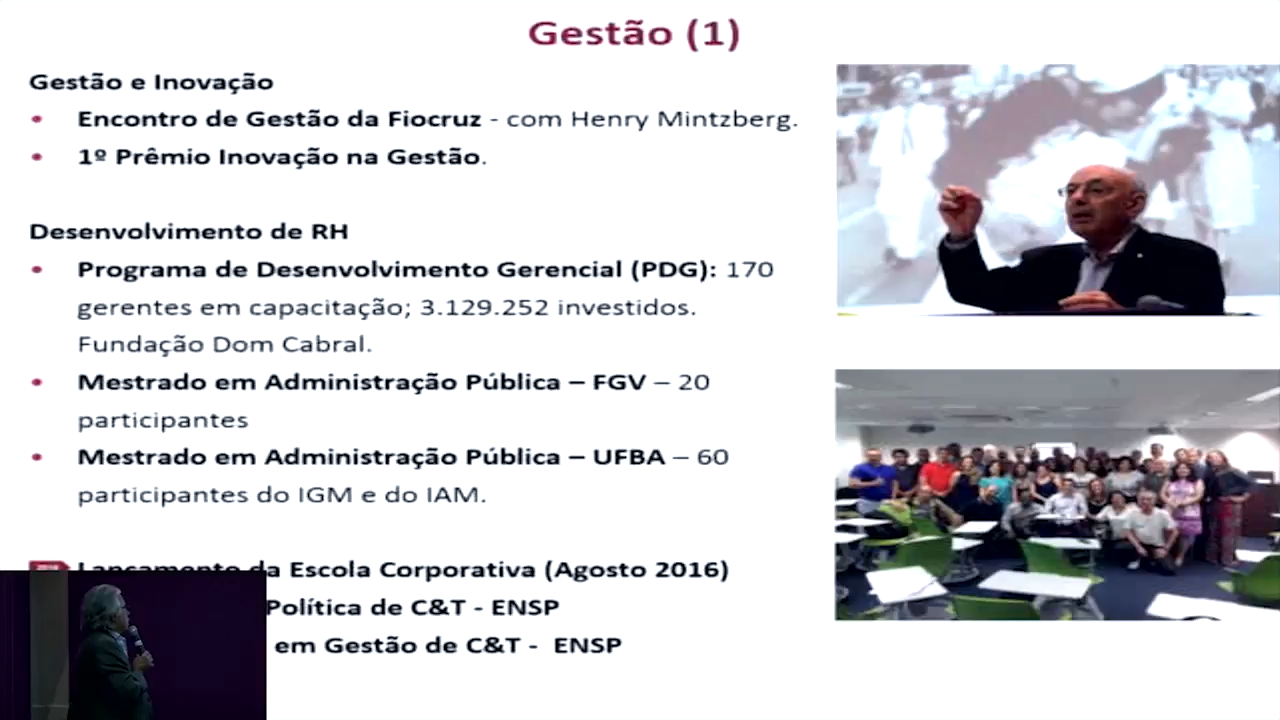 Gestão (1)
Gestão e Inovação
• Encontro de Gestão da Fiocruz - com Henry Mintzberg.
• 1º Prêmio Inovação na Gestão.
Desenvolvimento de RH
• Programa de Desenvolvimento Gerencial (PDG): 170
gerentes em capacitação; 3.129.252 investidos.
Fundação Dom Cabral.
• Mestrado em Administração Pública – FGV – 20
participantes
• Mestrado em Administração Pública – UFBA – 60
participantes do IGM e do IAM.
Lançamento da Escola Corporativa (Agosto 2016)
Política de C&T - ENSP
em Gestão de C&T - ENSP